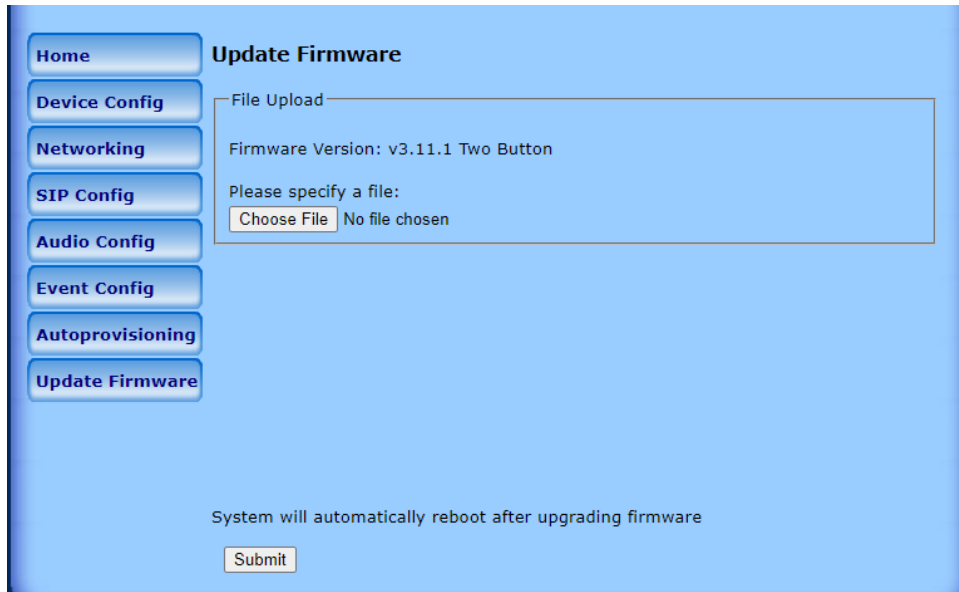 Home
Device Config
Networking
SIP Config
Audio Config
Event Config
Autoprovisioning
Update Firmware
Update Firmware
File Upload
Firmware Version: v3.11.1 Two Button
Please specify a file:
Choose File No file chosen
System will automatically reboot after upgrading firmware
Submit